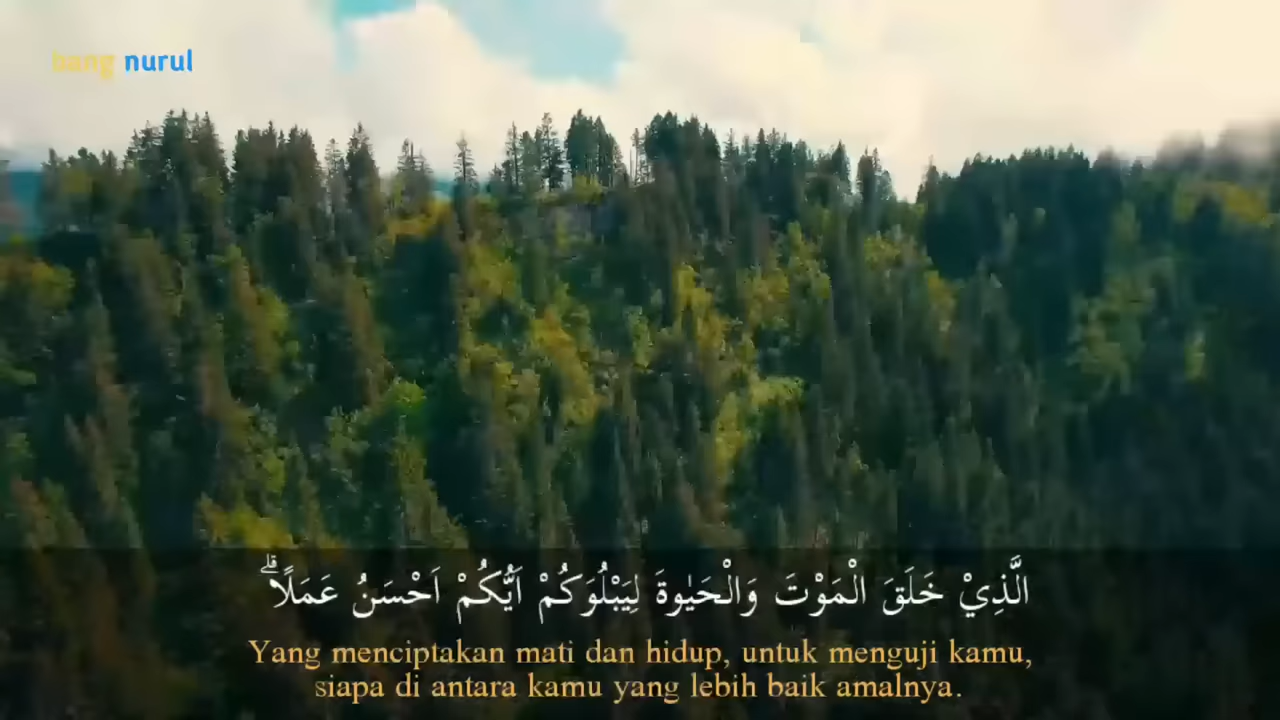 bang nurul
الَّذِيْ خَلَقَ الْمَوْتَ وَالْحَيٰوةَ لِيَبْلُوَكُمْ اَيُّكُمْ اَحْسَنُ عَمَلًاۗ
Yang menciptakan mati dan hidup, untuk menguji kamu,
siapa di antara kamu yang lebih baik amalnya.